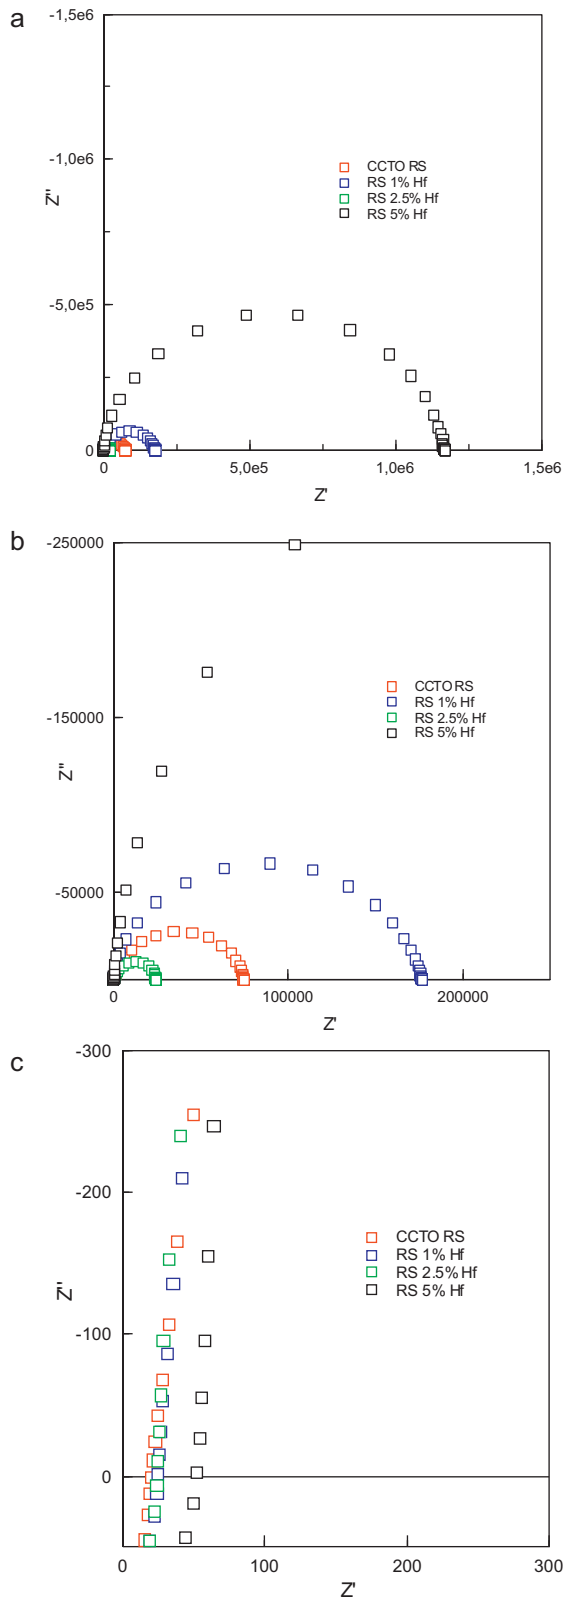 a
-1,5e6
-1,0e6
Z"
-5,0e5
0
CCTO RS
RS 1% Hf
RS 2.5% Hf
RS 5% Hf
0
5,0e5
1,0e6
1,5e6
Z'
b
-250000
-150000
Z"
-50000
CCTO RS
RS 1% Hf
RS 2.5% Hf
RS 5% Hf
0
100000
200000
Z'
c
-300
-200
Z"
-100
0
CCTO RS
RS 1% Hf
RS 2.5% Hf
RS 5% Hf
0
100
200
300
Z'